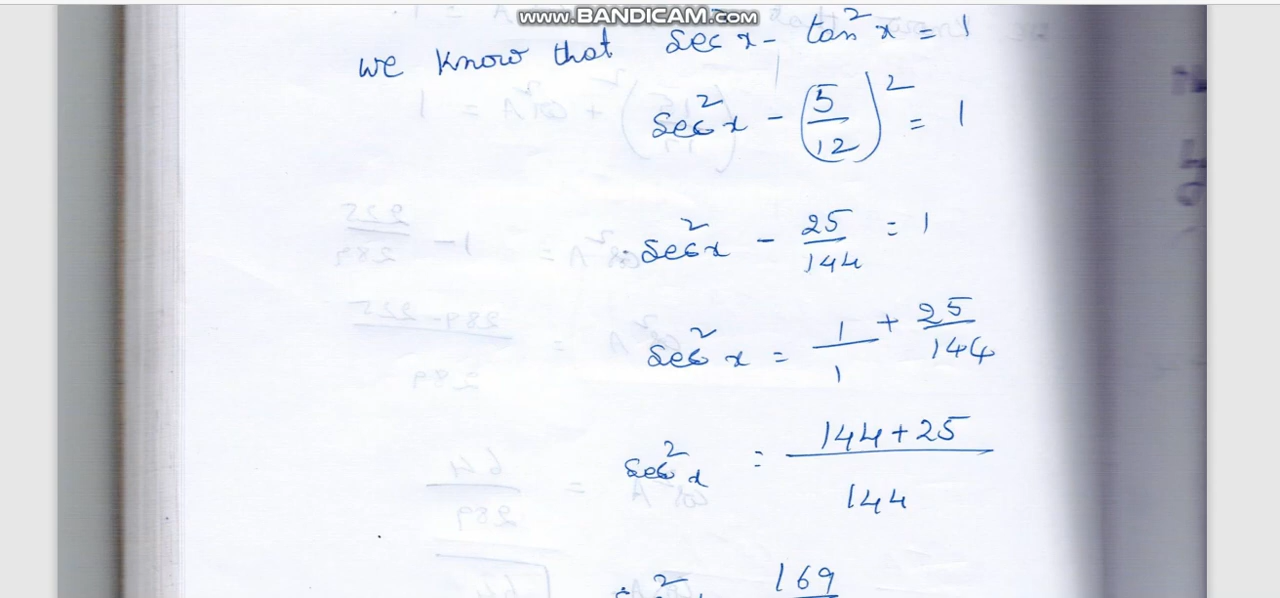 www.BANDICAM.com
we know that sec²x - tan²x = 1
sec²x - (5/12)² = 1
sec²x - 25/144 = 1
sec²x = 1/1 + 25/144
sec²x = 144+25/144
169